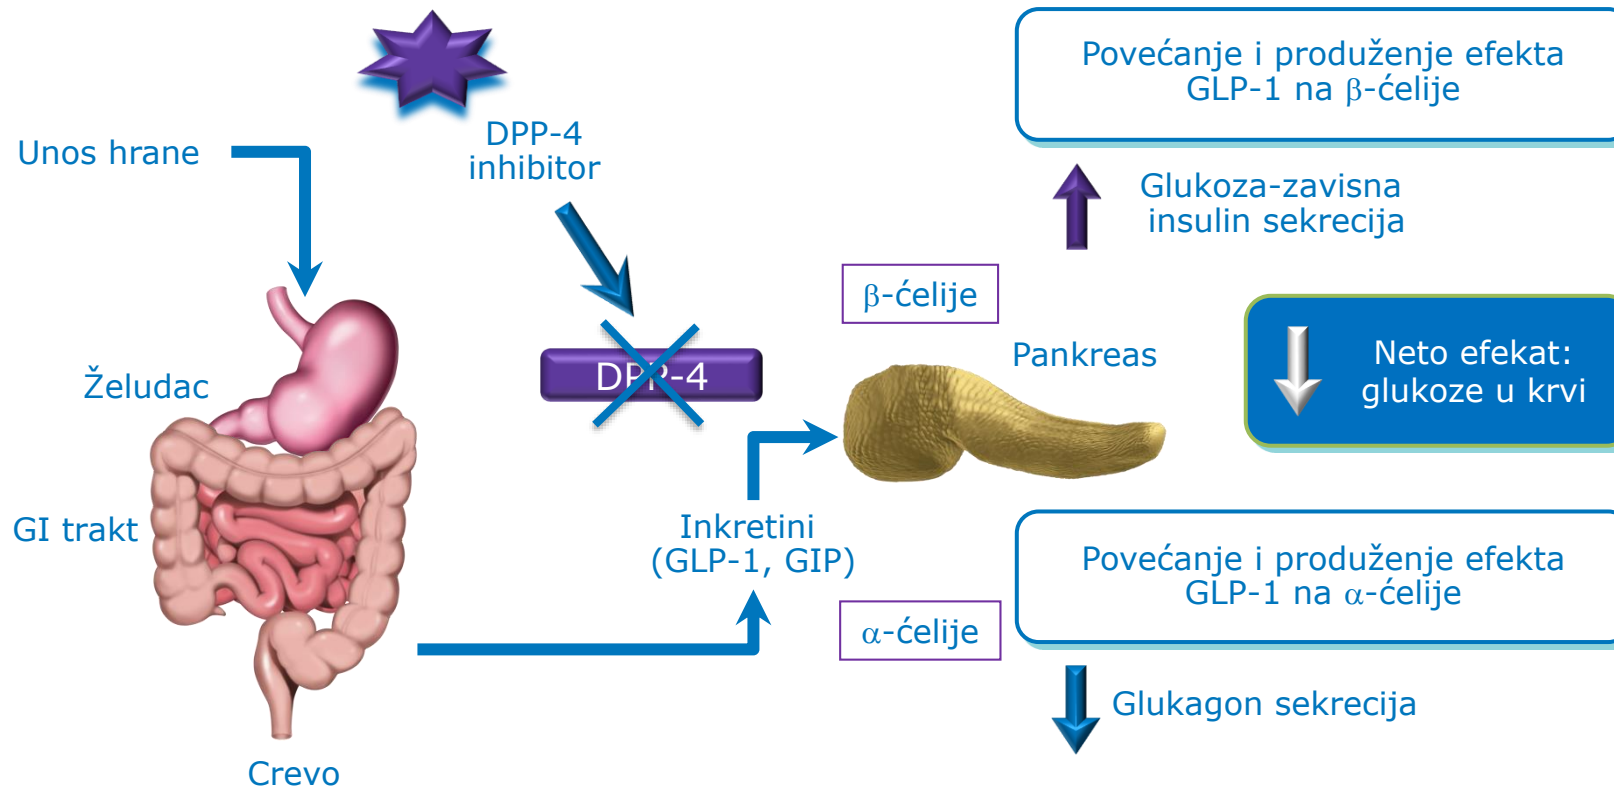 Povećanje i produženje efekta
GLP-1 na β-ćelije
DPP-4
inhibitor
Unos hrane
Glukoza-zavisna
insulin sekrecija
β-ćelije
DPP-4
Pankreas
Neto efekat:
glukoze u krvi
Želudac
GI trakt
Inkretini
(GLP-1, GIP)
Povećanje i produženje efekta
GLP-1 na α-ćelije
α-ćelije
Glukagon sekrecija
Crevo